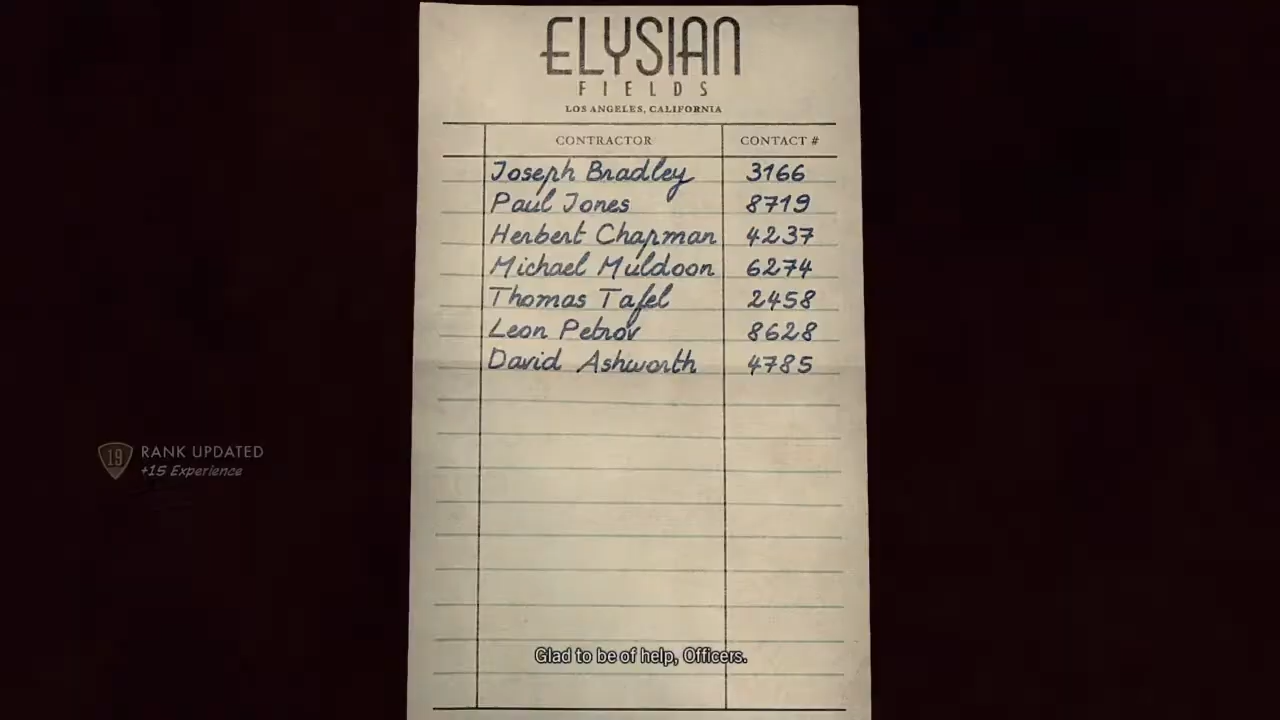 ELYSIAN
FIELDS
LOS ANGELES, CALIFORNIA
CONTRACTOR CONTACT #
Joseph Bradley 3166
Paul Jones 8719
Herbert Chapman 4237
Michael Muldoon 6274
Thomas Tafel 2458
Leon Petrov 8628
David Ashworth 4785
19 RANK UPDATED
+15 Experience
Glad to be of help, Officers.